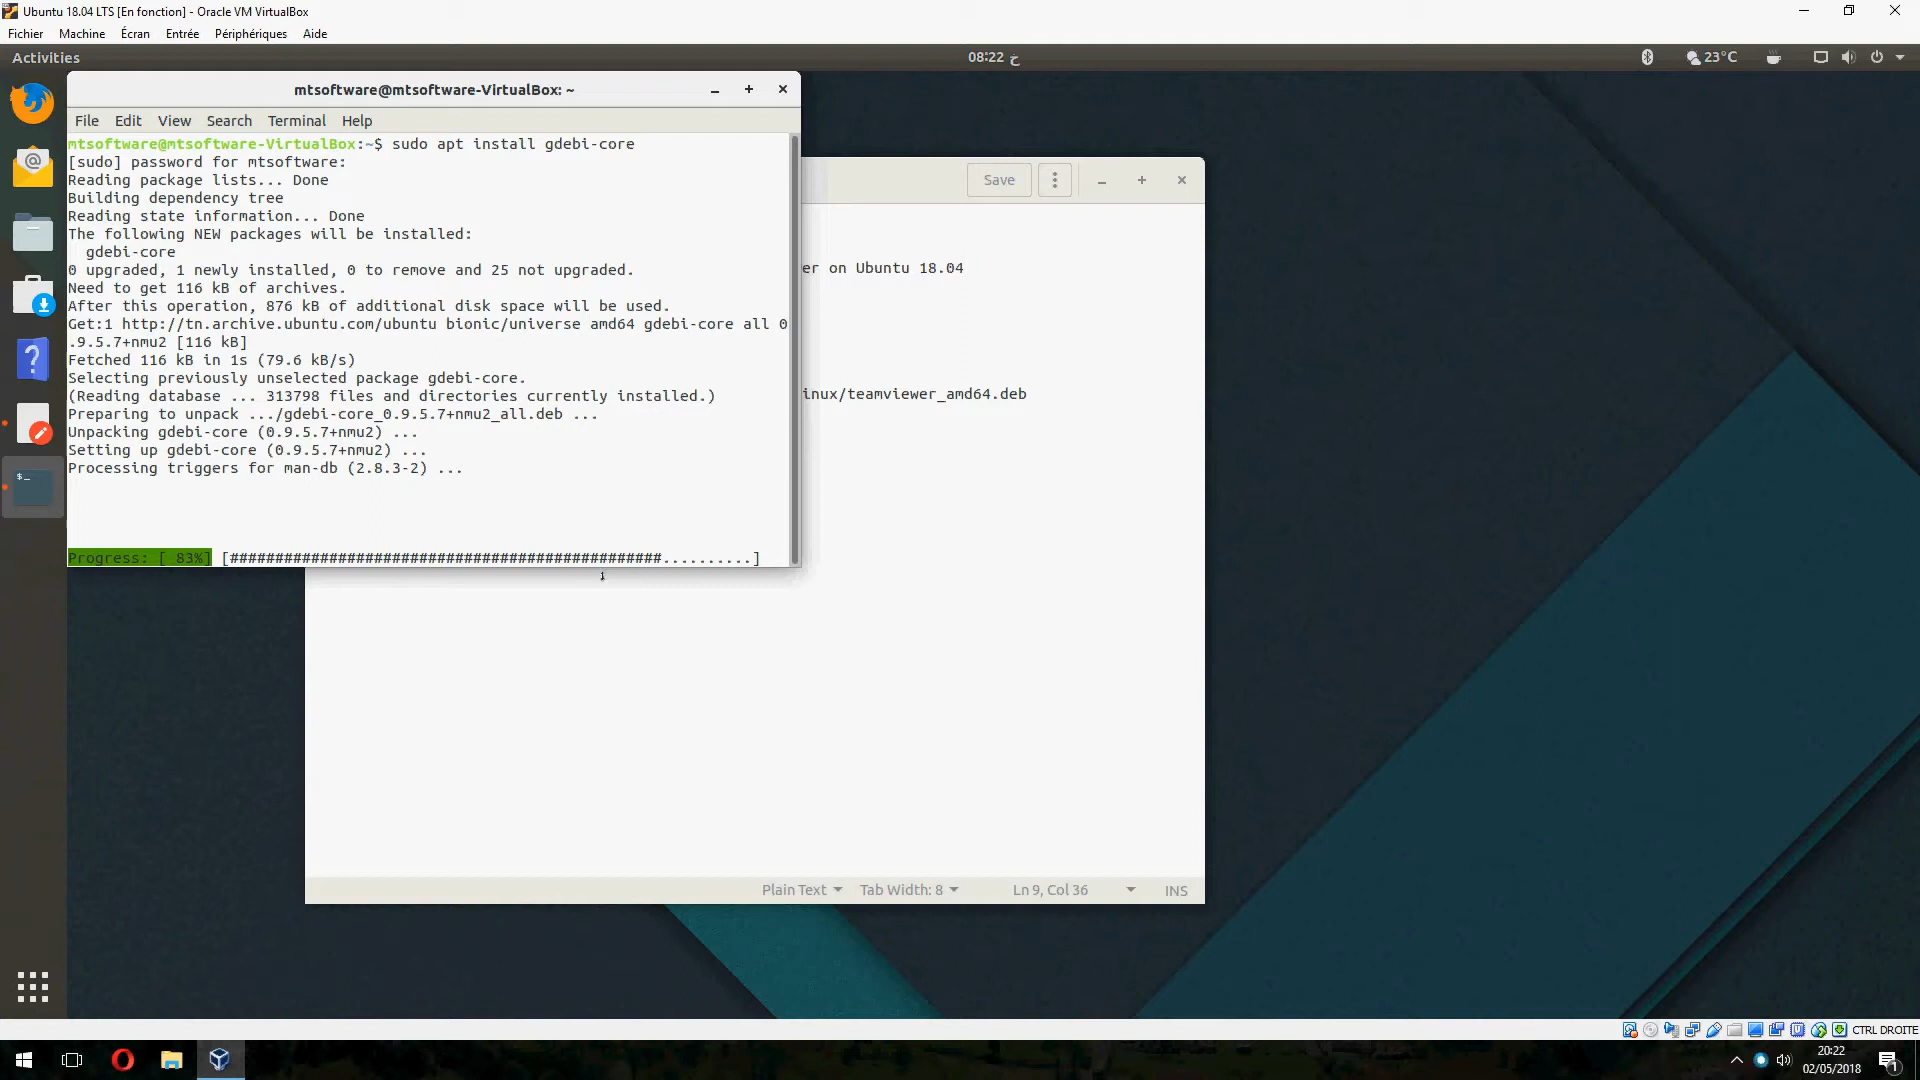 Ubuntu 18.04 LTS [En fonction] - Oracle VM VirtualBox
Fichier Machine Écran Entrée Périphériques Aide
Activities
08:22 خ
23°C
mtsoftware@mtsoftware-VirtualBox: ~
File Edit View Search Terminal Help
mtsoftware@mtsoftware-VirtualBox:~$ sudo apt install gdebi-core
[sudo] password for mtsoftware:
Reading package lists... Done
Building dependency tree
Reading state information... Done
The following NEW packages will be installed:
gdebi-core
0 upgraded, 1 newly installed, 0 to remove and 25 not upgraded.
Need to get 116 kB of archives.
After this operation, 876 kB of additional disk space will be used.
Get:1 http://tn.archive.ubuntu.com/ubuntu bionic/universe amd64 gdebi-core all 0
.9.5.7+nmu2 [116 kB]
Fetched 116 kB in 1s (79.6 kB/s)
Selecting previously unselected package gdebi-core.
(Reading database ... 313798 files and directories currently installed.)
Preparing to unpack .../gdebi-core_0.9.5.7+nmu2_all.deb ...
Unpacking gdebi-core (0.9.5.7+nmu2) ...
Setting up gdebi-core (0.9.5.7+nmu2) ...
Processing triggers for man-db (2.8.3-2) ...
Progress: [ 83%] [################################################..........]
Save
er on Ubuntu 18.04
inux/teamviewer_amd64.deb
Plain Text Tab Width: 8 Ln 9, Col 36 INS
CTRL DROITE
20:22
02/05/2018
1